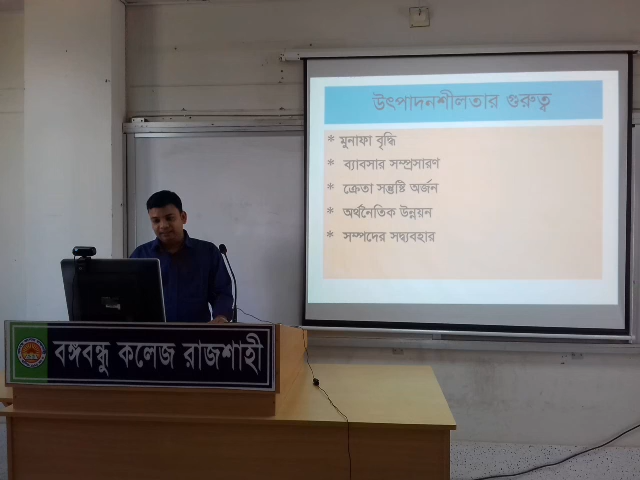 উৎপাদনশীলতার গুরুত্ব
* মুনাফা বৃদ্ধি
* ব্যাবসার সম্প্রসারণ
* ক্রেতা সন্তুষ্টি অর্জন
* অর্থনৈতিক উন্নয়ন
* সম্পদের সদ্ব্যবহার
বঙ্গবন্ধু কলেজ রাজশাহী